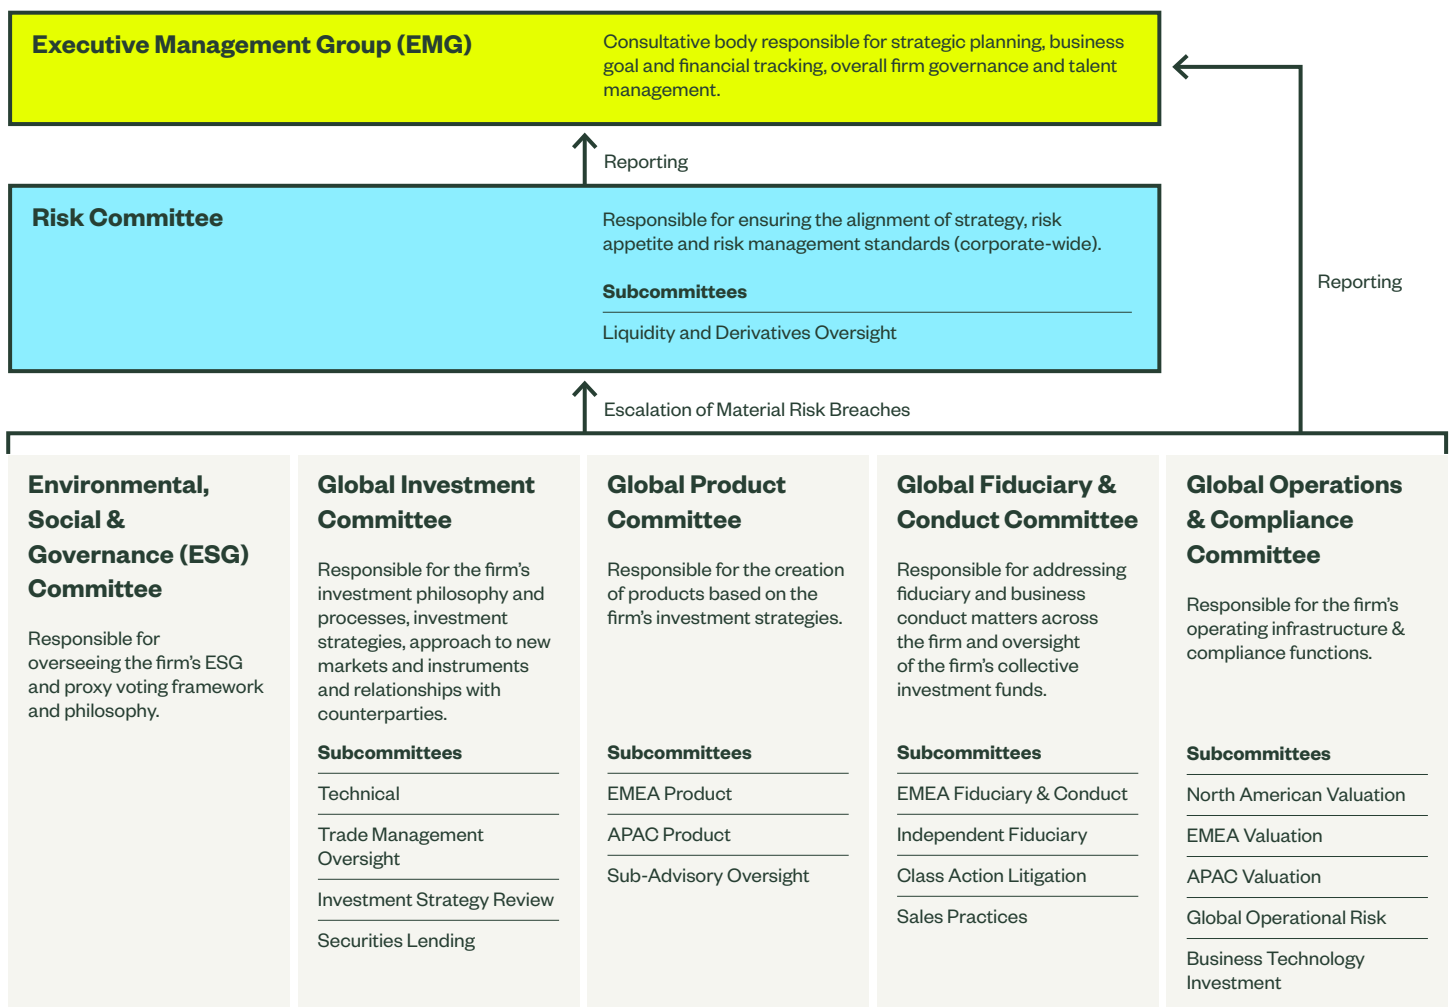 Executive Management Group (EMG)
Consultative body responsible for strategic planning, business
goal and financial tracking, overall firm governance and talent
management.
Reporting
Risk Committee
Responsible for ensuring the alignment of strategy, risk
appetite and risk management standards (corporate-wide).
Subcommittees
Liquidity and Derivatives Oversight
Reporting
Escalation of Material Risk Breaches
Environmental,
Social &
Governance (ESG)
Committee
Responsible for
overseeing the firm's ESG
and proxy voting framework
and philosophy.
Global Investment
Committee
Responsible for the firm's
investment philosophy and
processes, investment
strategies, approach to new
markets and instruments
and relationships with
counterparties.
Subcommittees
Technical
Trade Management
Oversight
Investment Strategy Review
Securities Lending
Global Product
Committee
Responsible for the creation
of products based on the
firm's investment strategies.
Subcommittees
EMEA Product
APAC Product
Sub-Advisory Oversight
Global Fiduciary &
Conduct Committee
Responsible for addressing
fiduciary and business
conduct matters across
the firm and oversight
of the firm's collective
investment funds.
Subcommittees
EMEA Fiduciary & Conduct
Independent Fiduciary
Class Action Litigation
Sales Practices
Global Operations
& Compliance
Committee
Responsible for the firm's
operating infrastructure &
compliance functions.
Subcommittees
North American Valuation
EMEA Valuation
APAC Valuation
Global Operational Risk
Business Technology
Investment